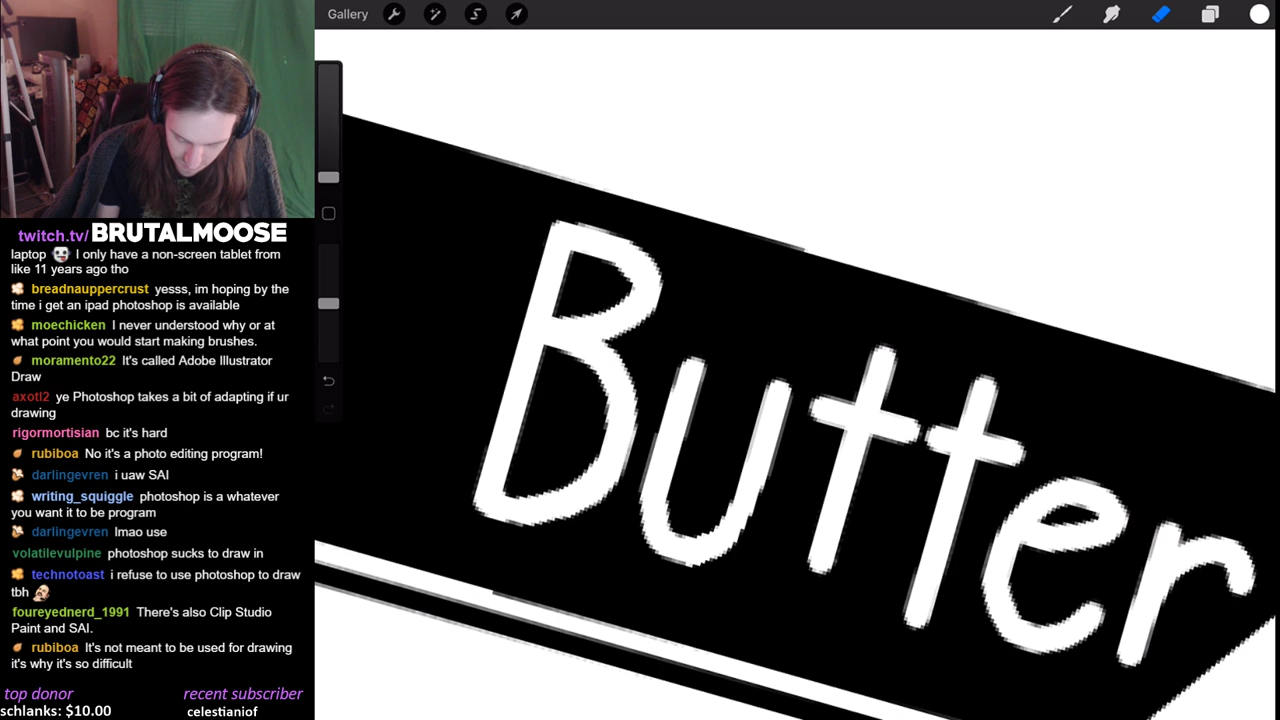 Gallery
Butter
twitch.tv/BRUTALMOOSE
laptop I only have a non-screen tablet from
like 11 years ago tho
breadnauppercrust yesss, im hoping by the
time i get an ipad photoshop is available
moechicken I never understood why or at
what point you would start making brushes.
moramento22 It's called Adobe Illustrator
Draw
axotl2 ye Photoshop takes a bit of adapting if ur
drawing
rigormortisian bc it's hard
rubiboa No it's a photo editing program!
darlingevren i uaw SAI
writing_squiggle photoshop is a whatever
you want it to be program
darlingevren lmao use
volatilevulpine photoshop sucks to draw in
technotoast i refuse to use photoshop to draw
tbh
foureyednerd_1991 There's also Clip Studio
Paint and SAI.
rubiboa It's not meant to be used for drawing
it's why it's so difficult
top donor recent subscriber
schlanks: $10.00 celestianiof